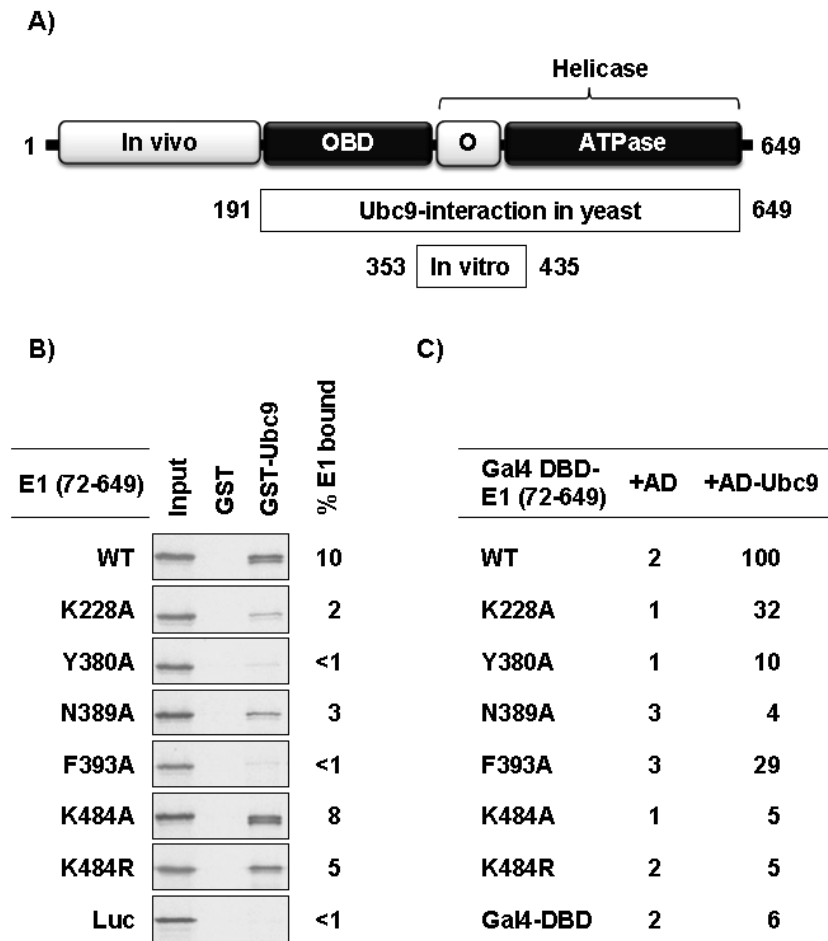 A)
Helicase
1 In vivo OBD O ATPase 649
191 Ubc9-interaction in yeast 649
353 In vitro 435
B)
E1 (72-649) Input GST GST-Ubc9 % E1 bound
WT 10
K228A 2
Y380A <1
N389A 3
F393A <1
K484A 8
K484R 5
Luc <1
C)
Gal4 DBD-
E1 (72-649) +AD +AD-Ubc9
WT 2 100
K228A 1 32
Y380A 1 10
N389A 3 4
F393A 3 29
K484A 1 5
K484R 2 5
Gal4-DBD 2 6